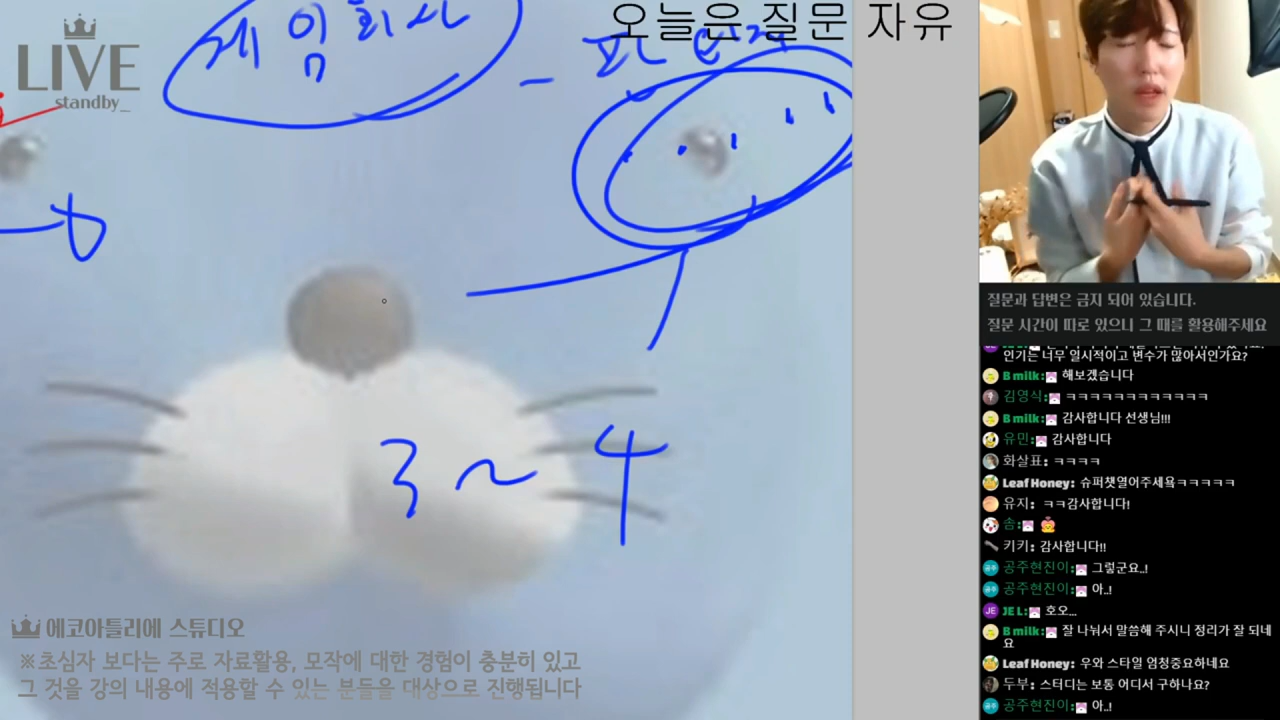 오늘은 질문 자유
LIVE
standby_
게임회사
3 ~ 4
에코아틀리에 스튜디오
※초심자 보다는 주로 자료활용, 모작에 대한 경험이 충분히 있고
그 것을 강의 내용에 적용할 수 있는 분들을 대상으로 진행됩니다
질문과 답변은 금지 되어 있습니다.
질문 시간이 따로 있으니 그 때를 활용해주세요
인기는 너무 일시적이고 변수가 많아서인가요?
B milk: 해보겠습니다
김영식: ㅋㅋㅋㅋㅋㅋㅋㅋㅋㅋㅋㅋ
B milk: 감사합니다 선생님!!!
유민: 감사합니다
화살표: ㅋㅋㅋㅋ
Leaf Honey: 슈퍼챗열어주세욬ㅋㅋㅋㅋㅋ
유지: ㅋㅋ감사합니다!
솜:
키키: 감사합니다!!
공주현진이: 그렇군요..!
공주현진이: 아..!
JE L: 호오...
B milk: 잘 나눠서 말씀해 주시니 정리가 잘 되네
요
Leaf Honey: 우와 스타일 엄청중요하네요
두부: 스터디는 보통 어디서 구하나요?
공주현진이: 아..!